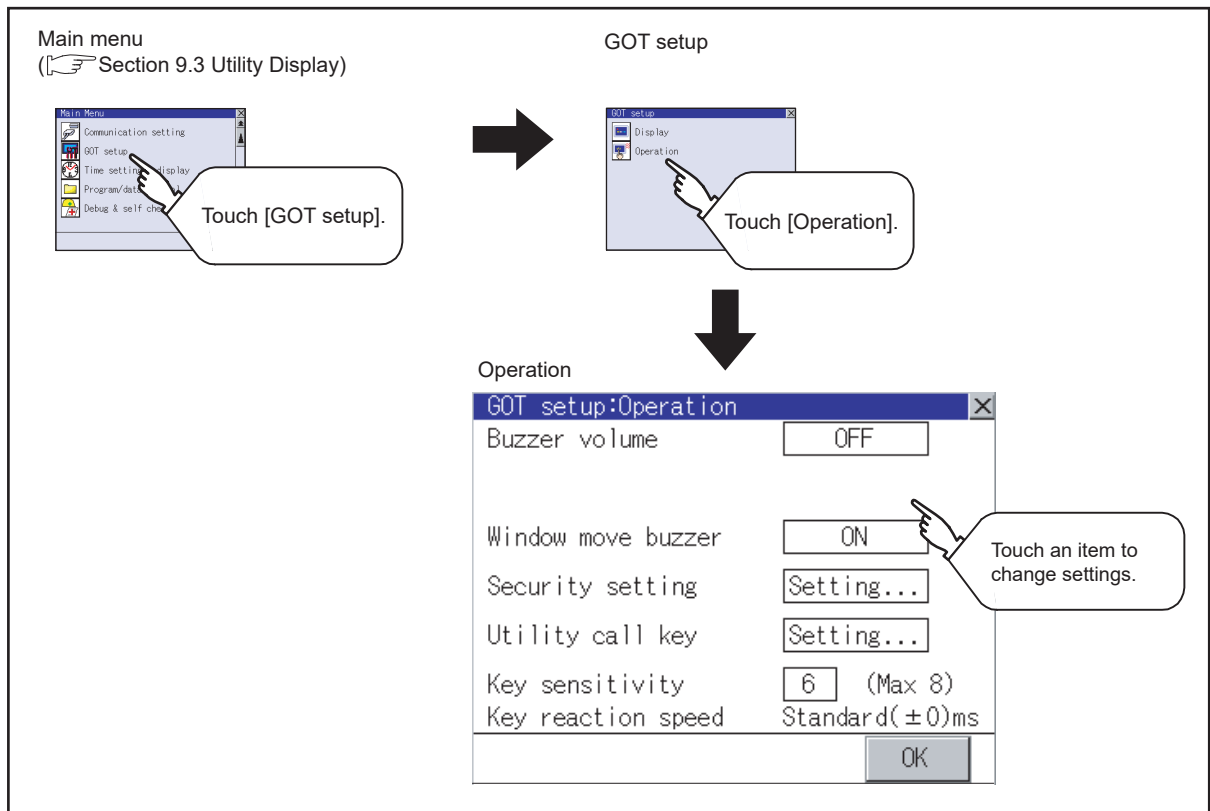 Main menu
(Section 9.3 Utility Display)
GOT setup
Main Menu
Communication setting
GOT setup
Time setting display
Program/dat
Debug & self che
Touch [GOT setup].
GOT setup
Display
Operation
Touch [Operation].
Operation
GOT setup:Operation
Buzzer volume OFF
Window move buzzer ON
Security setting Setting...
Utility call key Setting...
Key sensitivity 6 (Max 8)
Key reaction speed Standard(±0)ms
OK
Touch an item to
change settings.